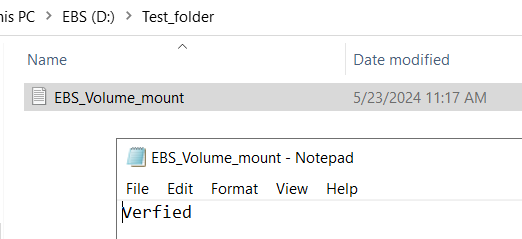 his PC > EBS (D:) > Test_folder
Name Date modified
EBS_Volume_mount 5/23/2024 11:17 AM
EBS_Volume_mount - Notepad
File Edit Format View Help
Verfied